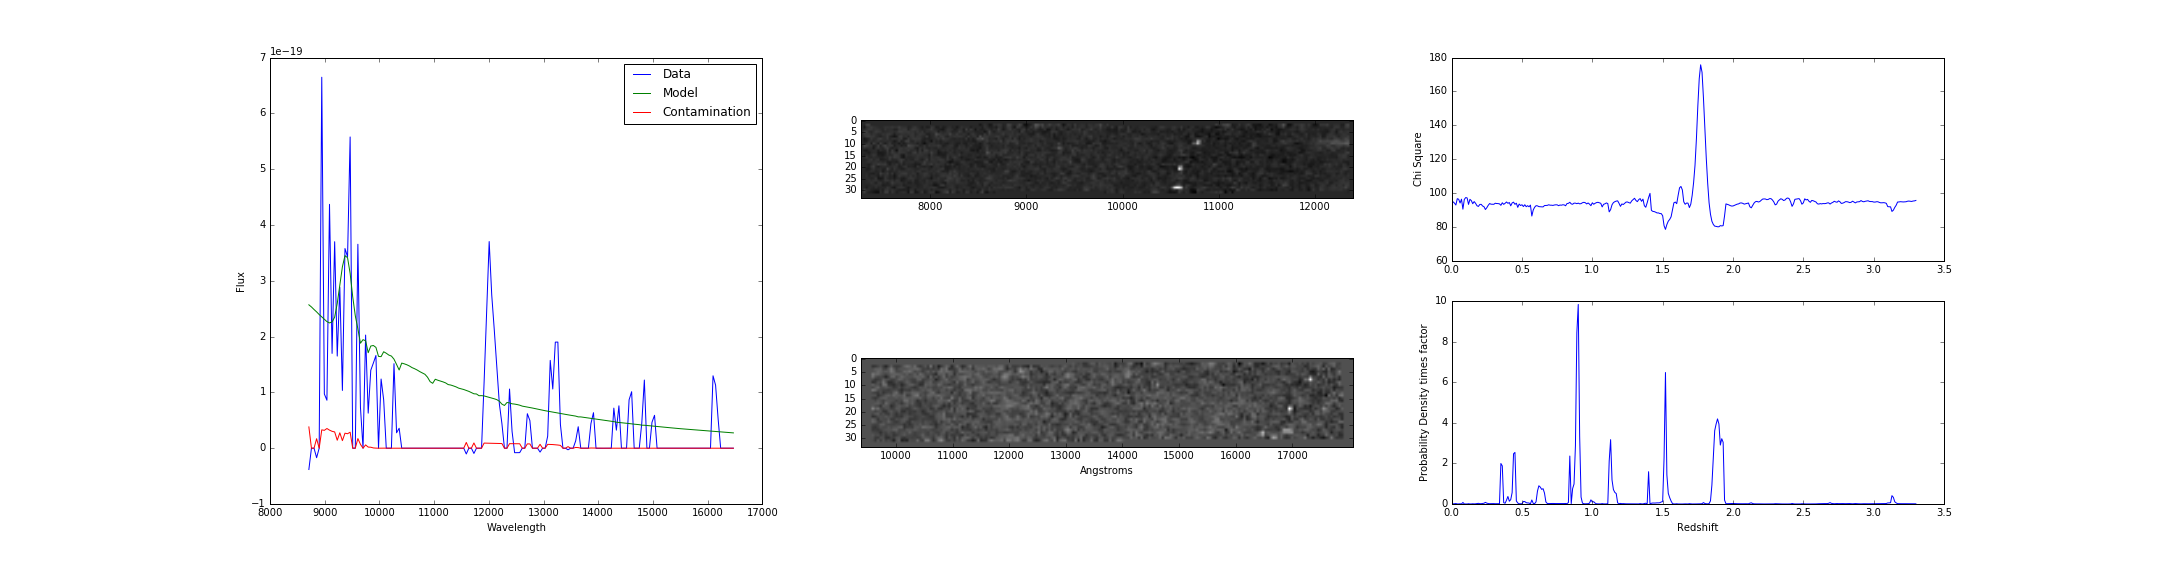 1e−19
7
6
5
4
3
2
1
0
−1
Flux
8000 9000 10000 11000 12000 13000 14000 15000 16000 17000
Wavelength
Data
Model
Contamination
0
5
10
15
20
25
30
8000 9000 10000 11000 12000
0
5
10
15
20
25
30
10000 11000 12000 13000 14000 15000 16000 17000
Angstroms
180
160
140
120
100
80
60
Chi Square
0.0 0.5 1.0 1.5 2.0 2.5 3.0 3.5
10
8
6
4
2
0
Probability Density times factor
0.0 0.5 1.0 1.5 2.0 2.5 3.0 3.5
Redshift